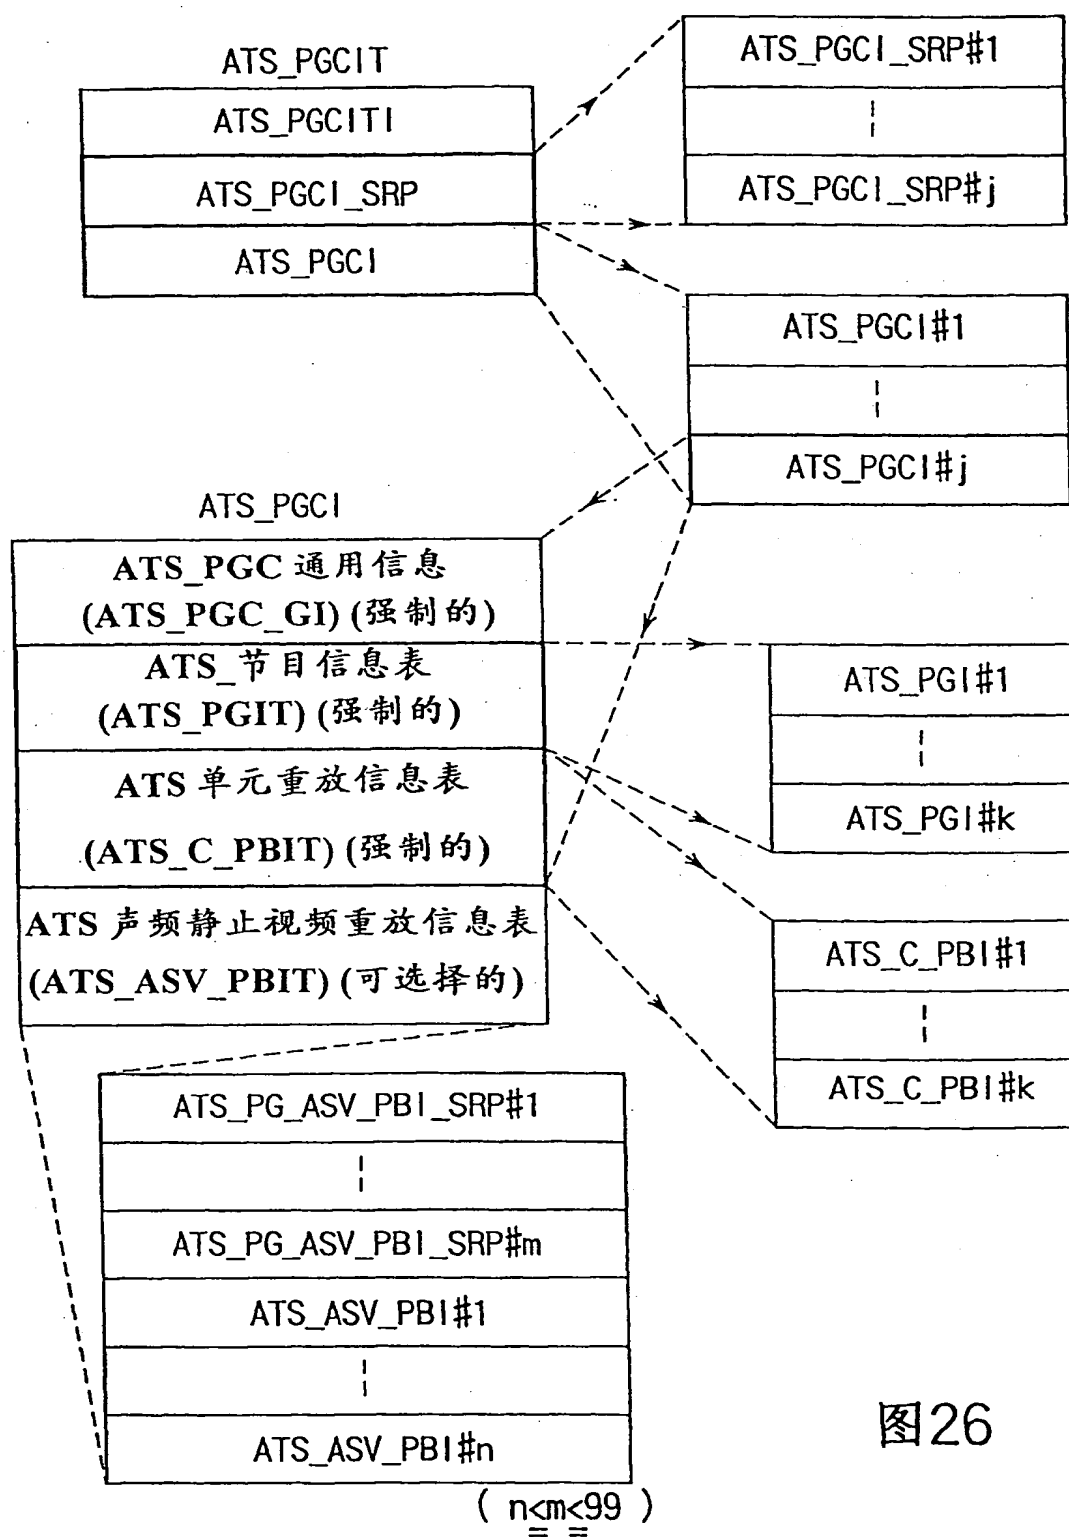 ATS_PGCIT
ATS_PGCITI
ATS_PGCI_SRP
ATS_PGCI
ATS_PGCI_SRP#1
ATS_PGCI_SRP#j
ATS_PGCI#1
ATS_PGCI#j
ATS_PGCI
ATS_PGC 通用信息
(ATS_PGC_GI) (强制的)
ATS_节目信息表
(ATS_PGIT) (强制的)
ATS 单元重放信息表
(ATS_C_PBIT) (强制的)
ATS 声频静止视频重放信息表
(ATS_ASV_PBIT) (可选择的)
ATS_PGI#1
ATS_PGI#k
ATS_C_PBI#1
ATS_C_PBI#k
ATS_PG_ASV_PBI_SRP#1
ATS_PG_ASV_PBI_SRP#m
ATS_ASV_PBI#1
ATS_ASV_PBI#n
(n≦m≦99)
图26